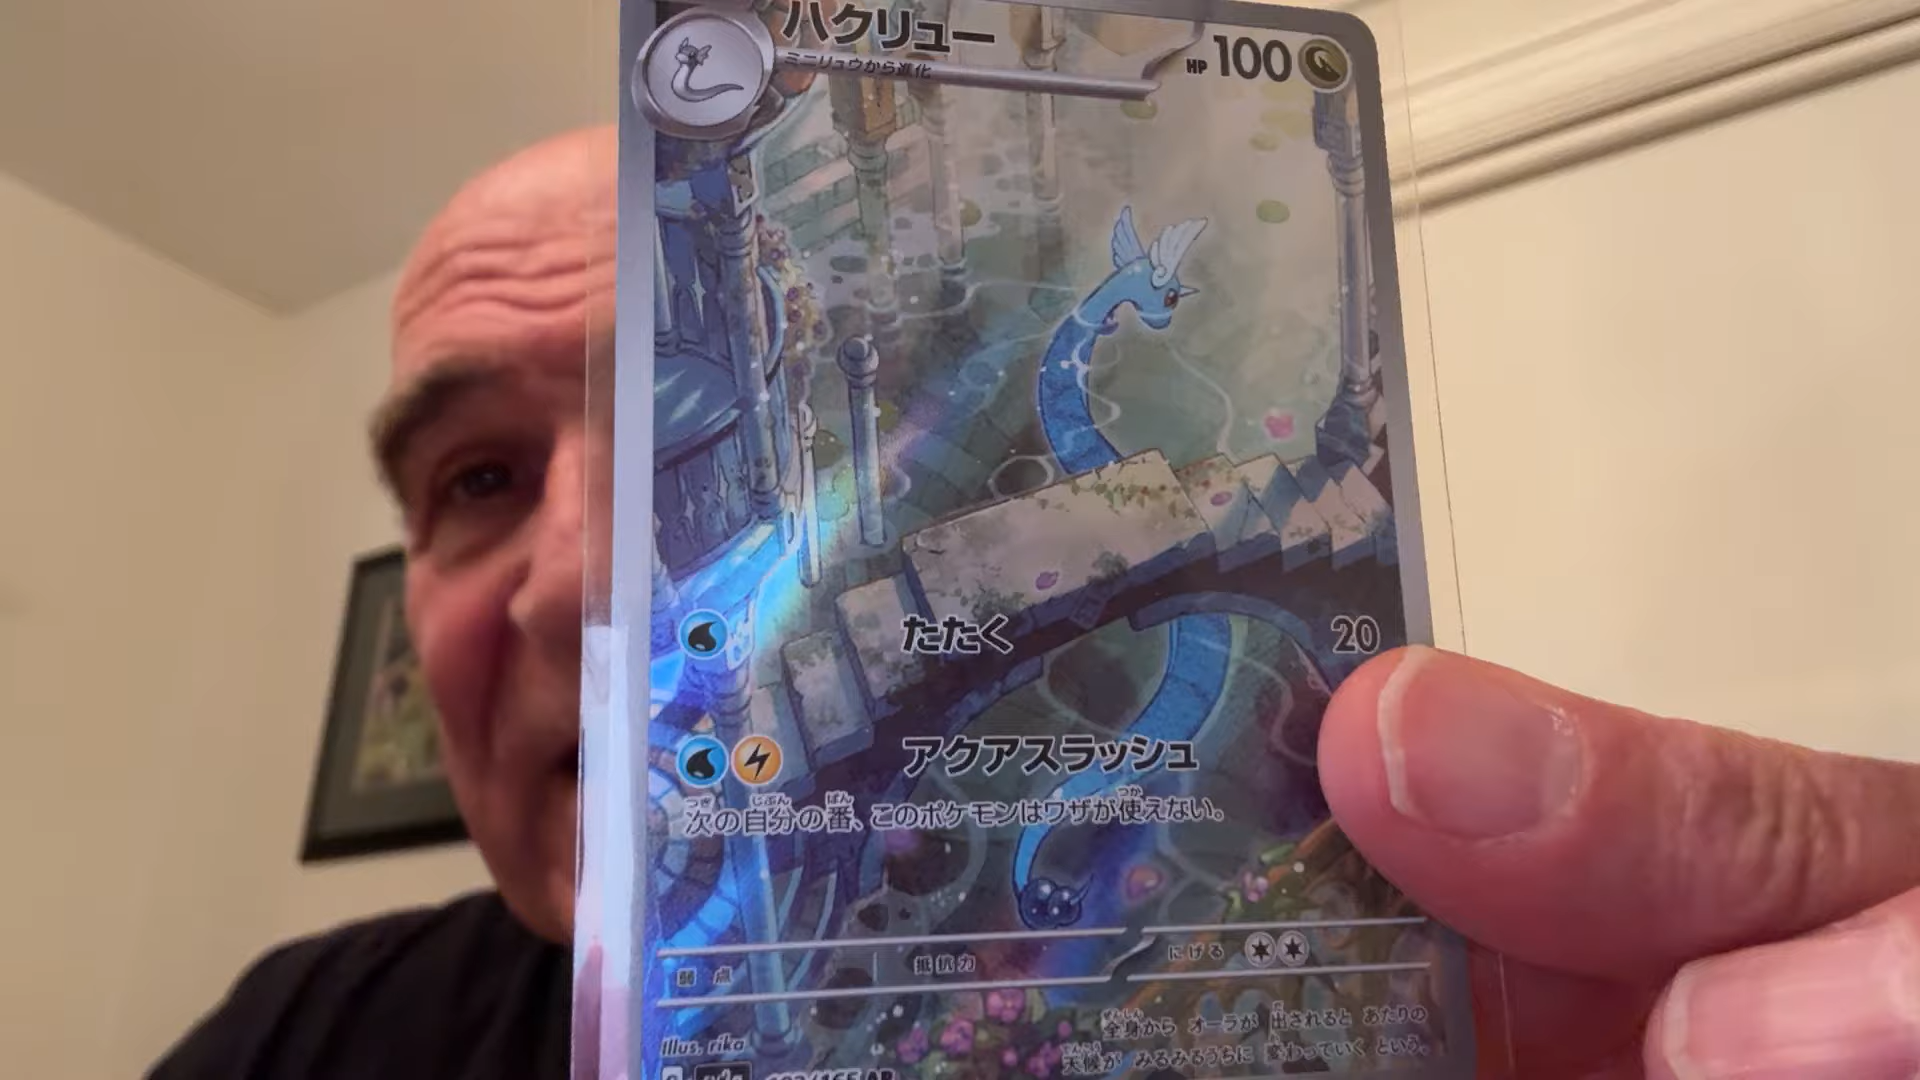 ハクリュー
ミニリュウから進化
HP 100
たたく 20
アクアスラッシュ
次の自分の番、このポケモンはワザが使えない。
弱点 抵抗力 にげる
全身から オーラが 出されると あたりの
天候が みるみるうちに 変わっていく という。
illus. rika
/165 AR